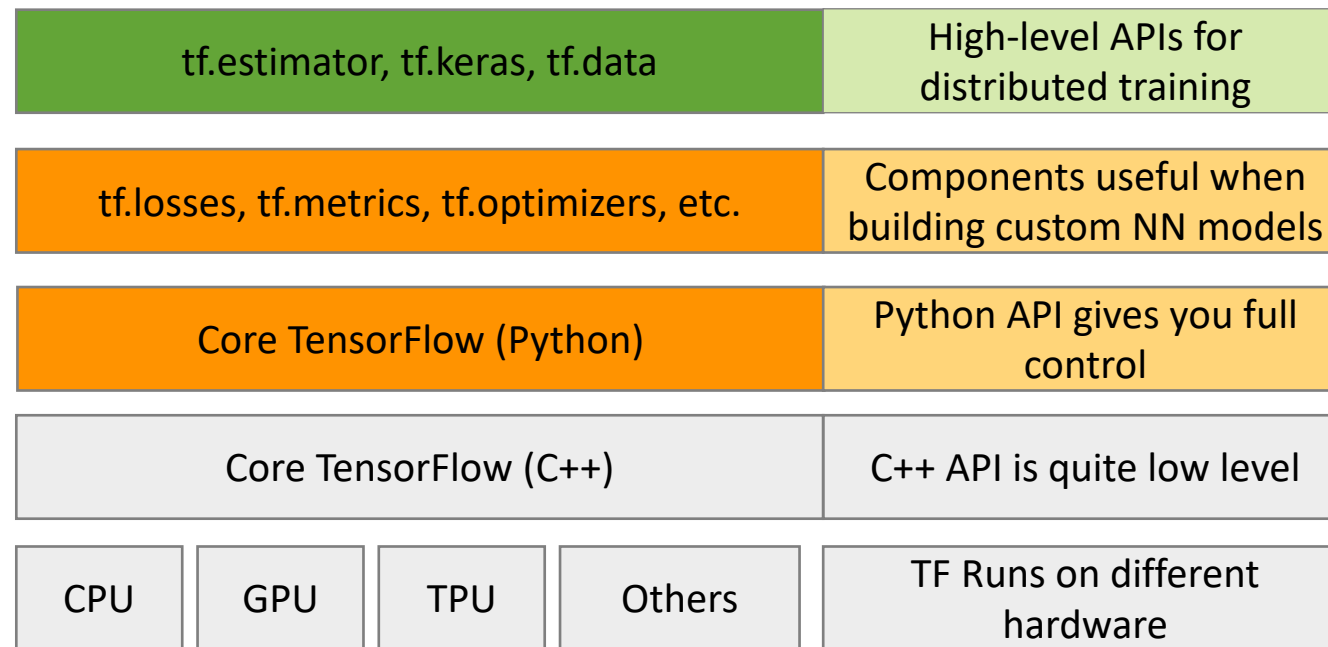 tf.estimator, tf.keras, tf.data
High-level APIs for
distributed training
tf.losses, tf.metrics, tf.optimizers, etc.
Components useful when
building custom NN models
Core TensorFlow (Python)
Python API gives you full
control
Core TensorFlow (C++)
C++ API is quite low level
CPU
GPU
TPU
Others
TF Runs on different
hardware